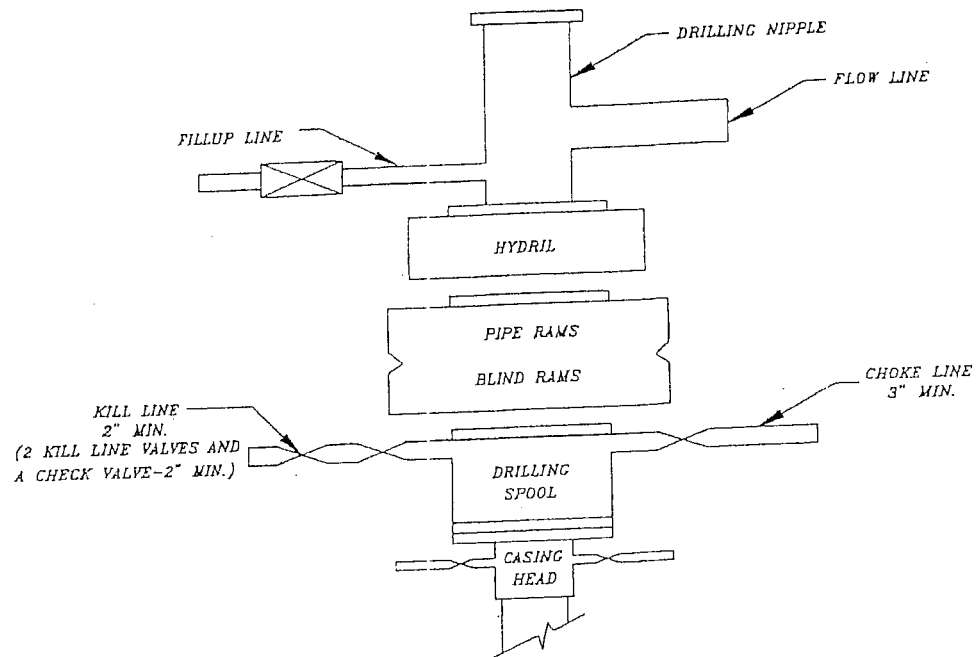 DRILLING NIPPLE
FLOW LINE
FILLUP LINE
HYDRIL
PIPE RAMS
BLIND RAMS
CHOKE LINE
3" MIN.
KILL LINE
2" MIN.
(2 KILL LINE VALVES AND
A CHECK VALVE-2" MIN.)
DRILLING
SPOOL
CASING
HEAD